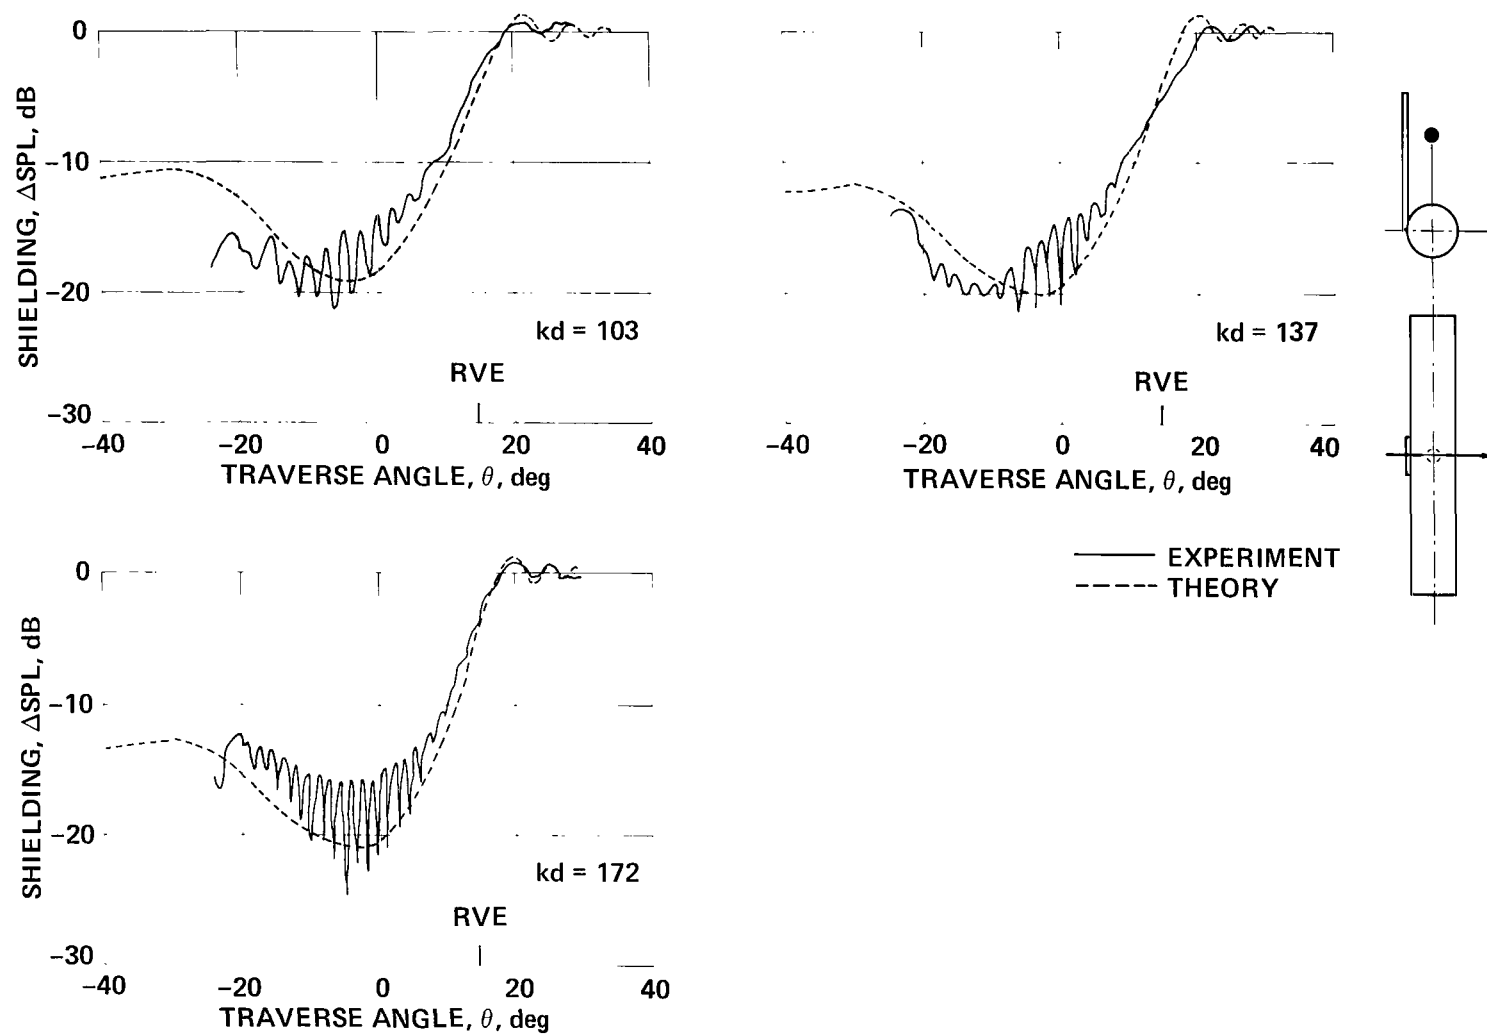 SHIELDING, ΔSPL, dB
0
−10
−20
−30
kd = 103
RVE
−40 −20 0 20 40
TRAVERSE ANGLE, θ, deg
kd = 137
RVE
−40 −20 0 20 40
TRAVERSE ANGLE, θ, deg
EXPERIMENT
THEORY
SHIELDING, ΔSPL, dB
0
−10
−20
−30
kd = 172
RVE
−40 −20 0 20 40
TRAVERSE ANGLE, θ, deg